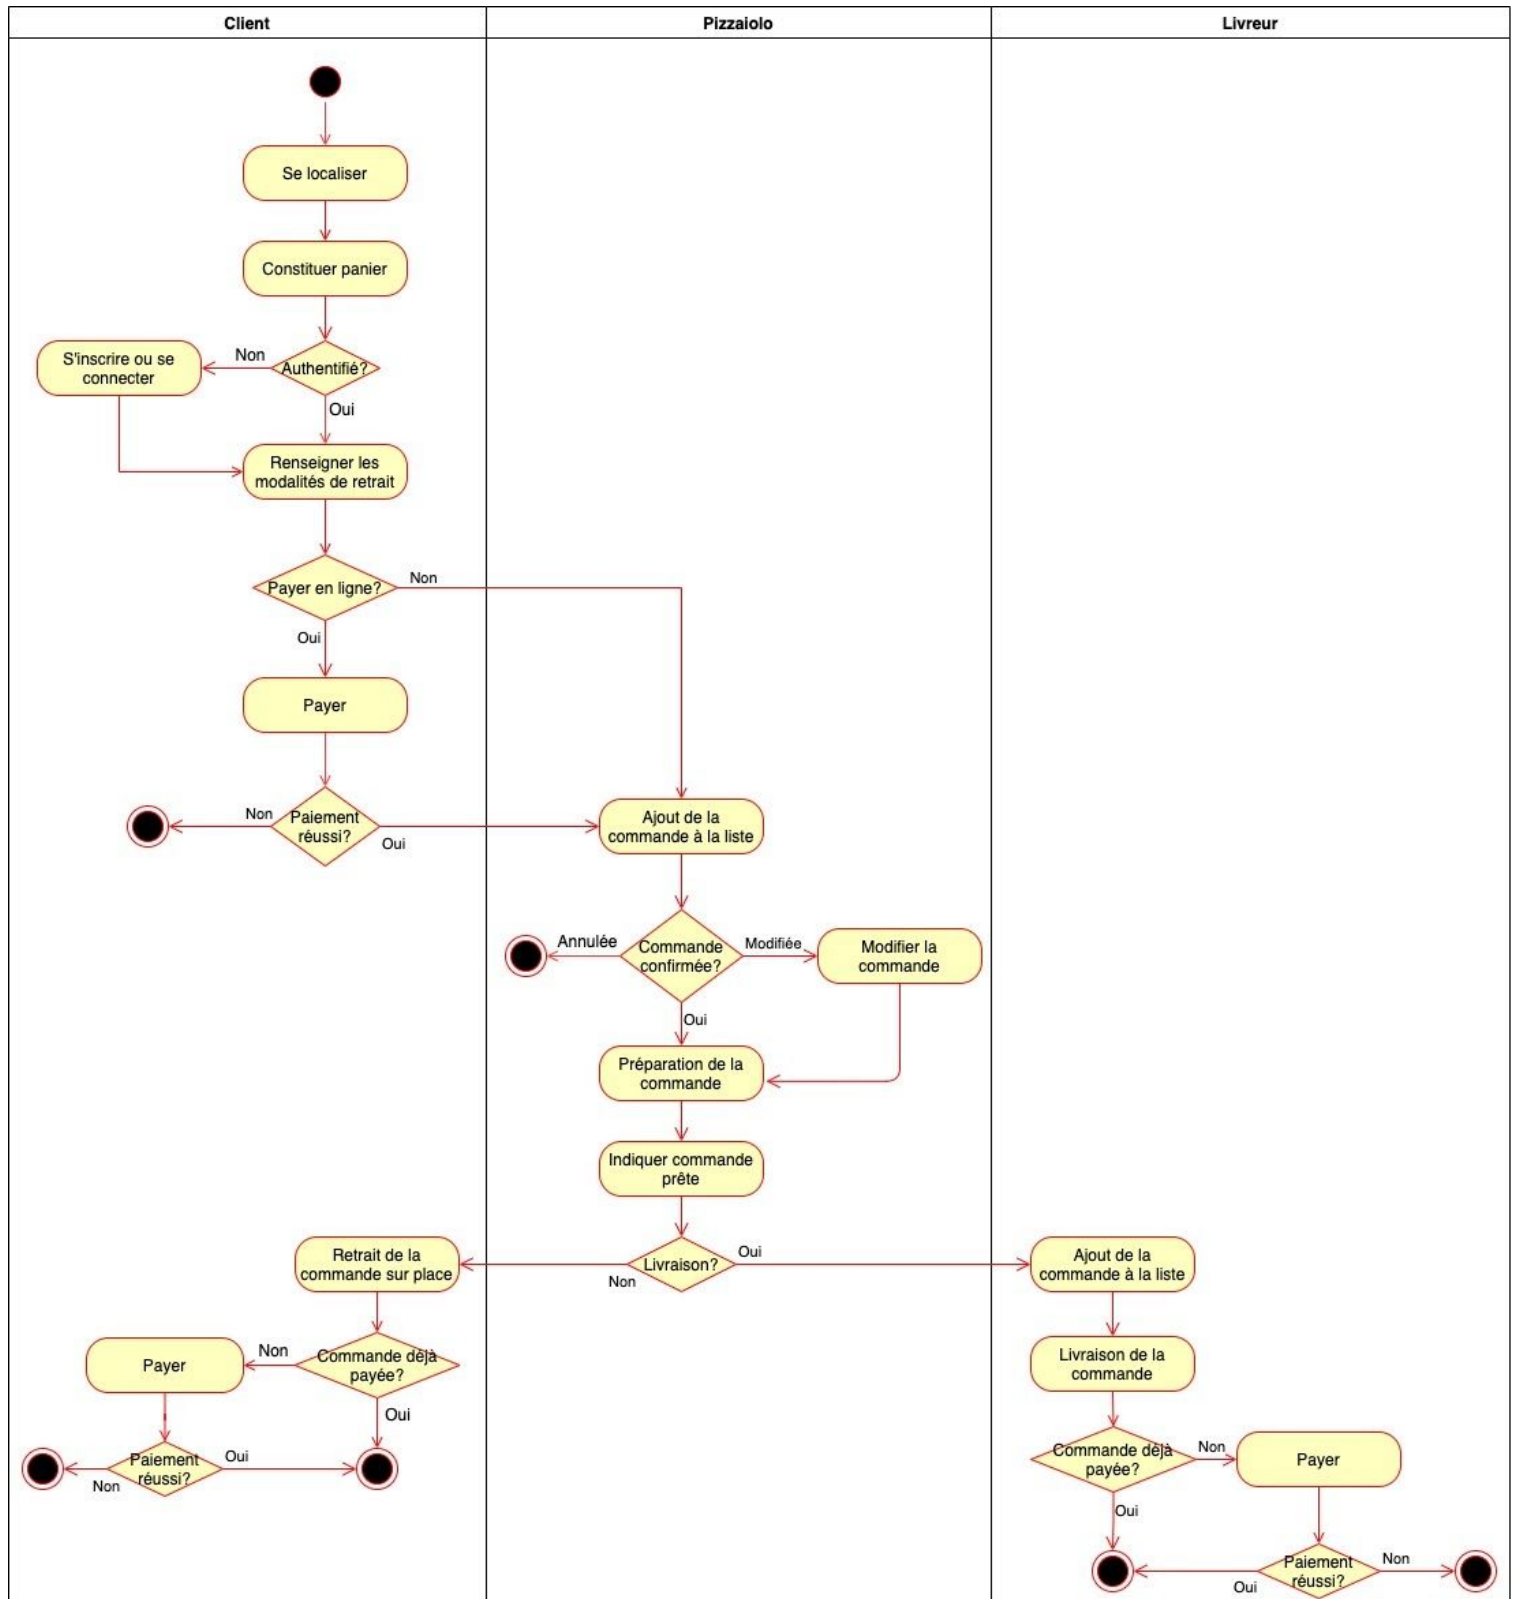 Client
Pizzaiolo
Livreur
Se localiser
Constituer panier
S'inscrire ou se
connecter
Non
Authentifié?
Oui
Renseigner les
modalités de retrait
Payer en ligne?
Non
Oui
Payer
Non
Paiement
réussi?
Oui
Ajout de la
commande à la liste
Annulée
Commande
confirmée?
Modifiée
Modifier la
commande
Oui
Préparation de la
commande
Indiquer commande
prête
Retrait de la
commande sur place
Non
Livraison?
Oui
Ajout de la
commande à la liste
Payer
Non
Commande déjà
payée?
Oui
Livraison de la
commande
Non
Paiement
réussi?
Oui
Commande déjà
payée?
Non
Payer
Oui
Oui
Paiement
réussi?
Non